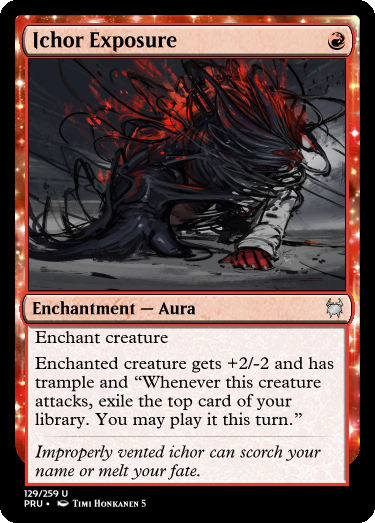 Ichor Exposure
Enchantment — Aura
Enchant creature
Enchanted creature gets +2/-2 and has
trample and “Whenever this creature
attacks, exile the top card of your
library. You may play it this turn.”
Improperly vented ichor can scorch your
name or melt your fate.
129/259 U
PRU • Timi Honkanen 5